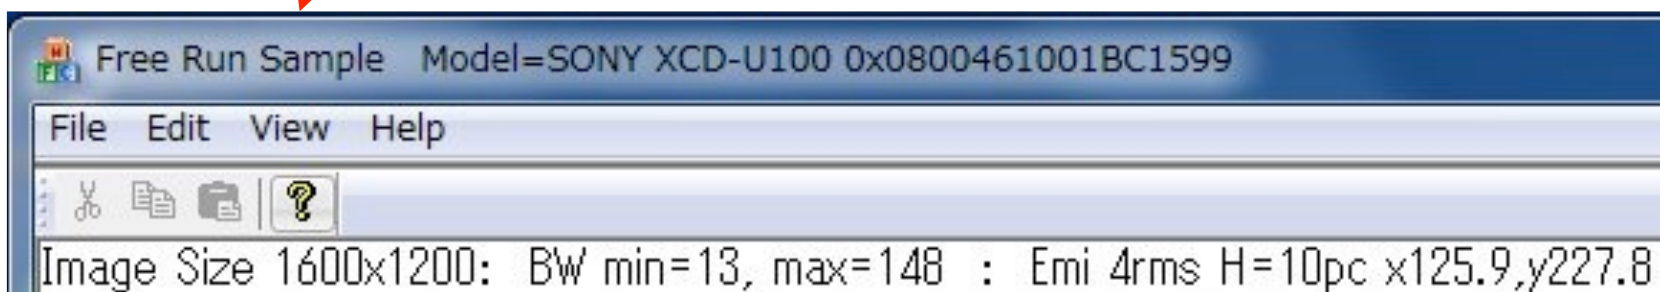 Free Run Sample Model=SONY XCD-U100 0x0800461001BC1599
File Edit View Help
Image Size 1600x1200: BW min=13, max=148 : Emi 4rms H=10pc x125.9,y227.8